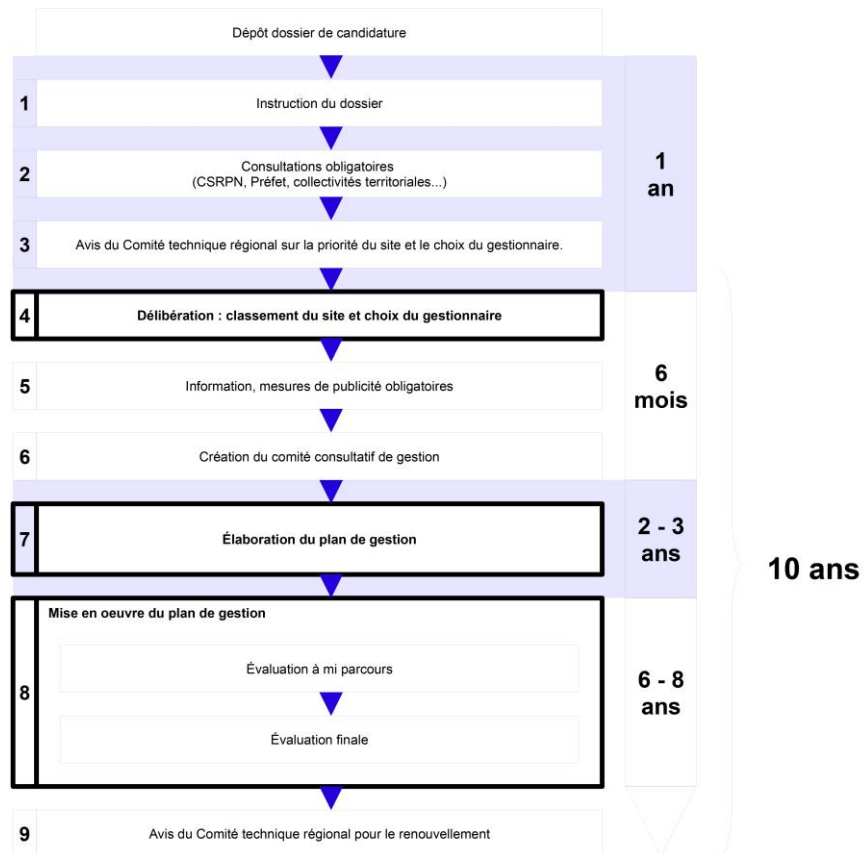 Dépôt dossier de candidature
1
Instruction du dossier
2
Consultations obligatoires
(CSRPN, Préfet, collectivités territoriales...)
3
Avis du Comité technique régional sur la priorité du site et le choix du gestionnaire.
1
an
4
Délibération : classement du site et choix du gestionnaire
5
Information, mesures de publicité obligatoires
6
Création du comité consultatif de gestion
6
mois
7
Élaboration du plan de gestion
2 - 3
ans
10 ans
8
Mise en oeuvre du plan de gestion
Évaluation à mi parcours
Évaluation finale
6 - 8
ans
9
Avis du Comité technique régional pour le renouvellement